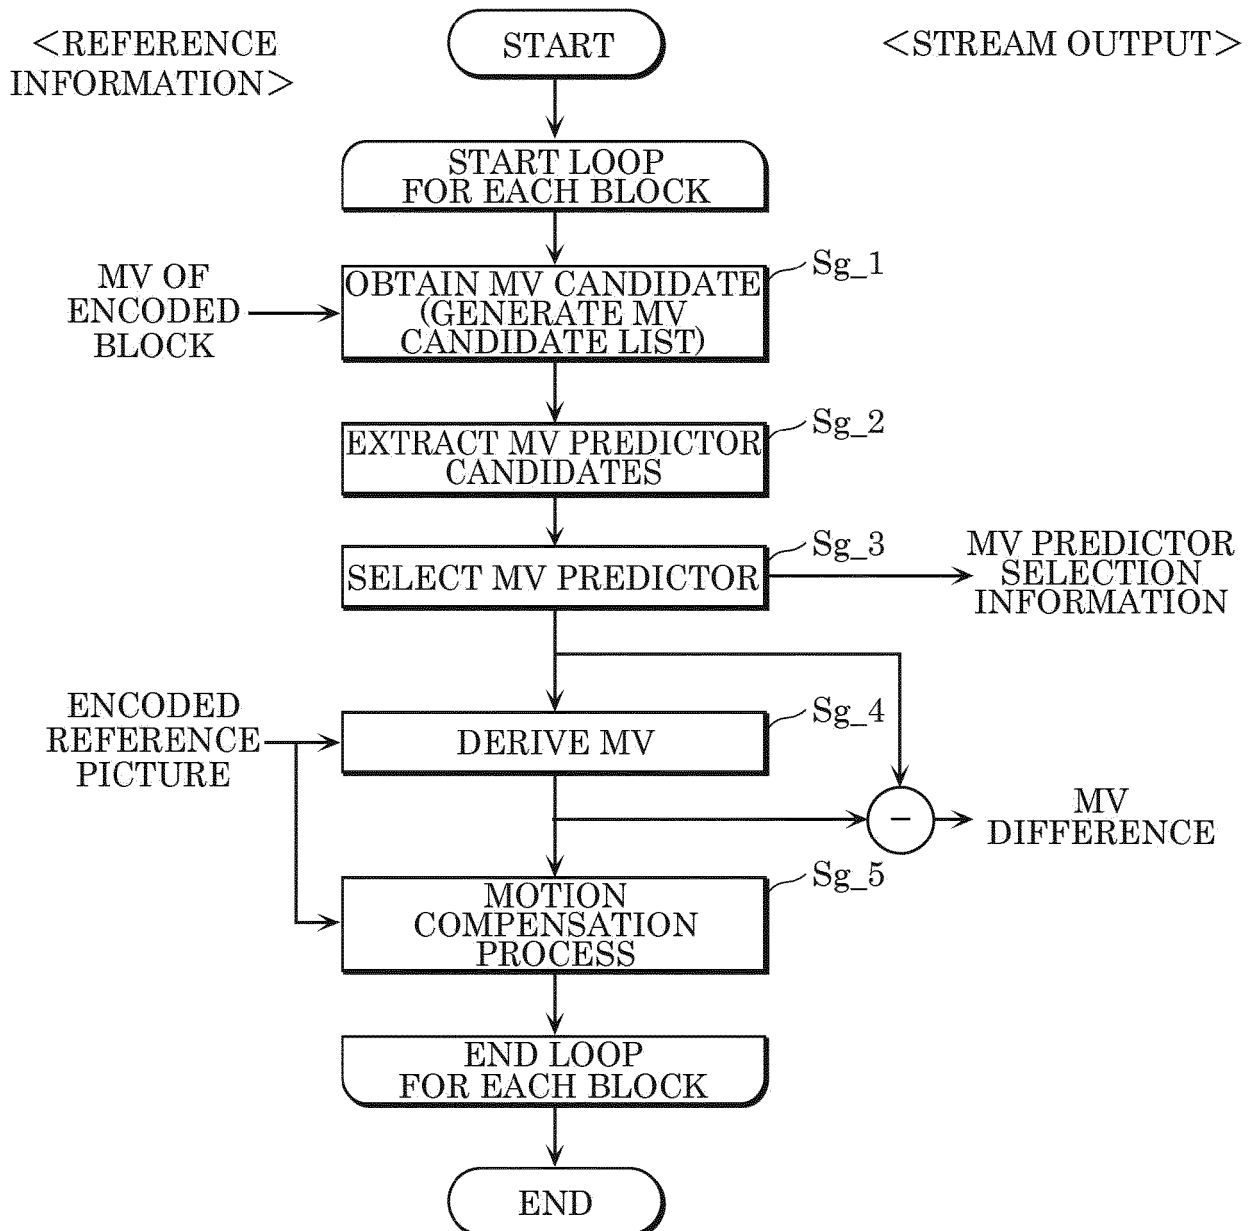 <REFERENCE
INFORMATION>
START
<STREAM OUTPUT>
START LOOP
FOR EACH BLOCK
MV OF
ENCODED
BLOCK
OBTAIN MV CANDIDATE
(GENERATE MV
CANDIDATE LIST)
Sg_1
EXTRACT MV PREDICTOR
CANDIDATES
Sg_2
SELECT MV PREDICTOR
Sg_3
MV PREDICTOR
SELECTION
INFORMATION
ENCODED
REFERENCE
PICTURE
DERIVE MV
Sg_4
−
MV
DIFFERENCE
MOTION
COMPENSATION
PROCESS
Sg_5
END LOOP
FOR EACH BLOCK
END